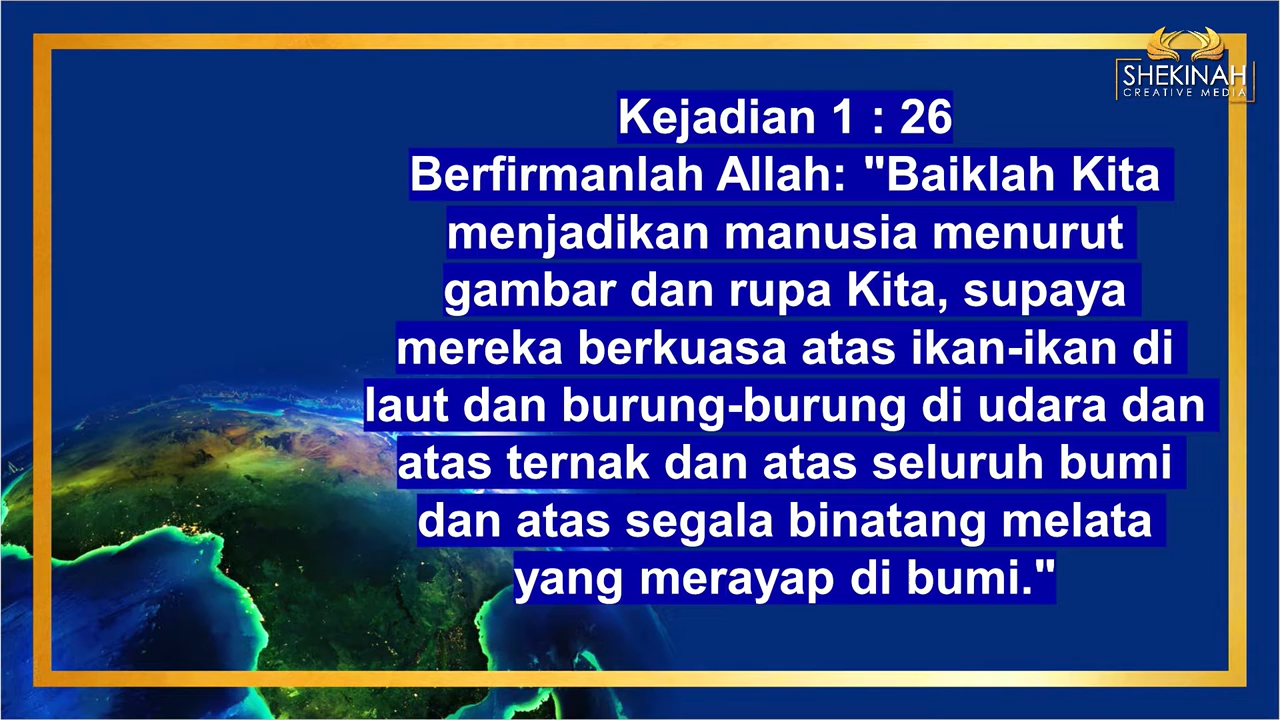 SHEKINAH
CREATIVE MEDIA
Kejadian 1 : 26
Berfirmanlah Allah: "Baiklah Kita
menjadikan manusia menurut
gambar dan rupa Kita, supaya
mereka berkuasa atas ikan-ikan di
laut dan burung-burung di udara dan
atas ternak dan atas seluruh bumi
dan atas segala binatang melata
yang merayap di bumi."